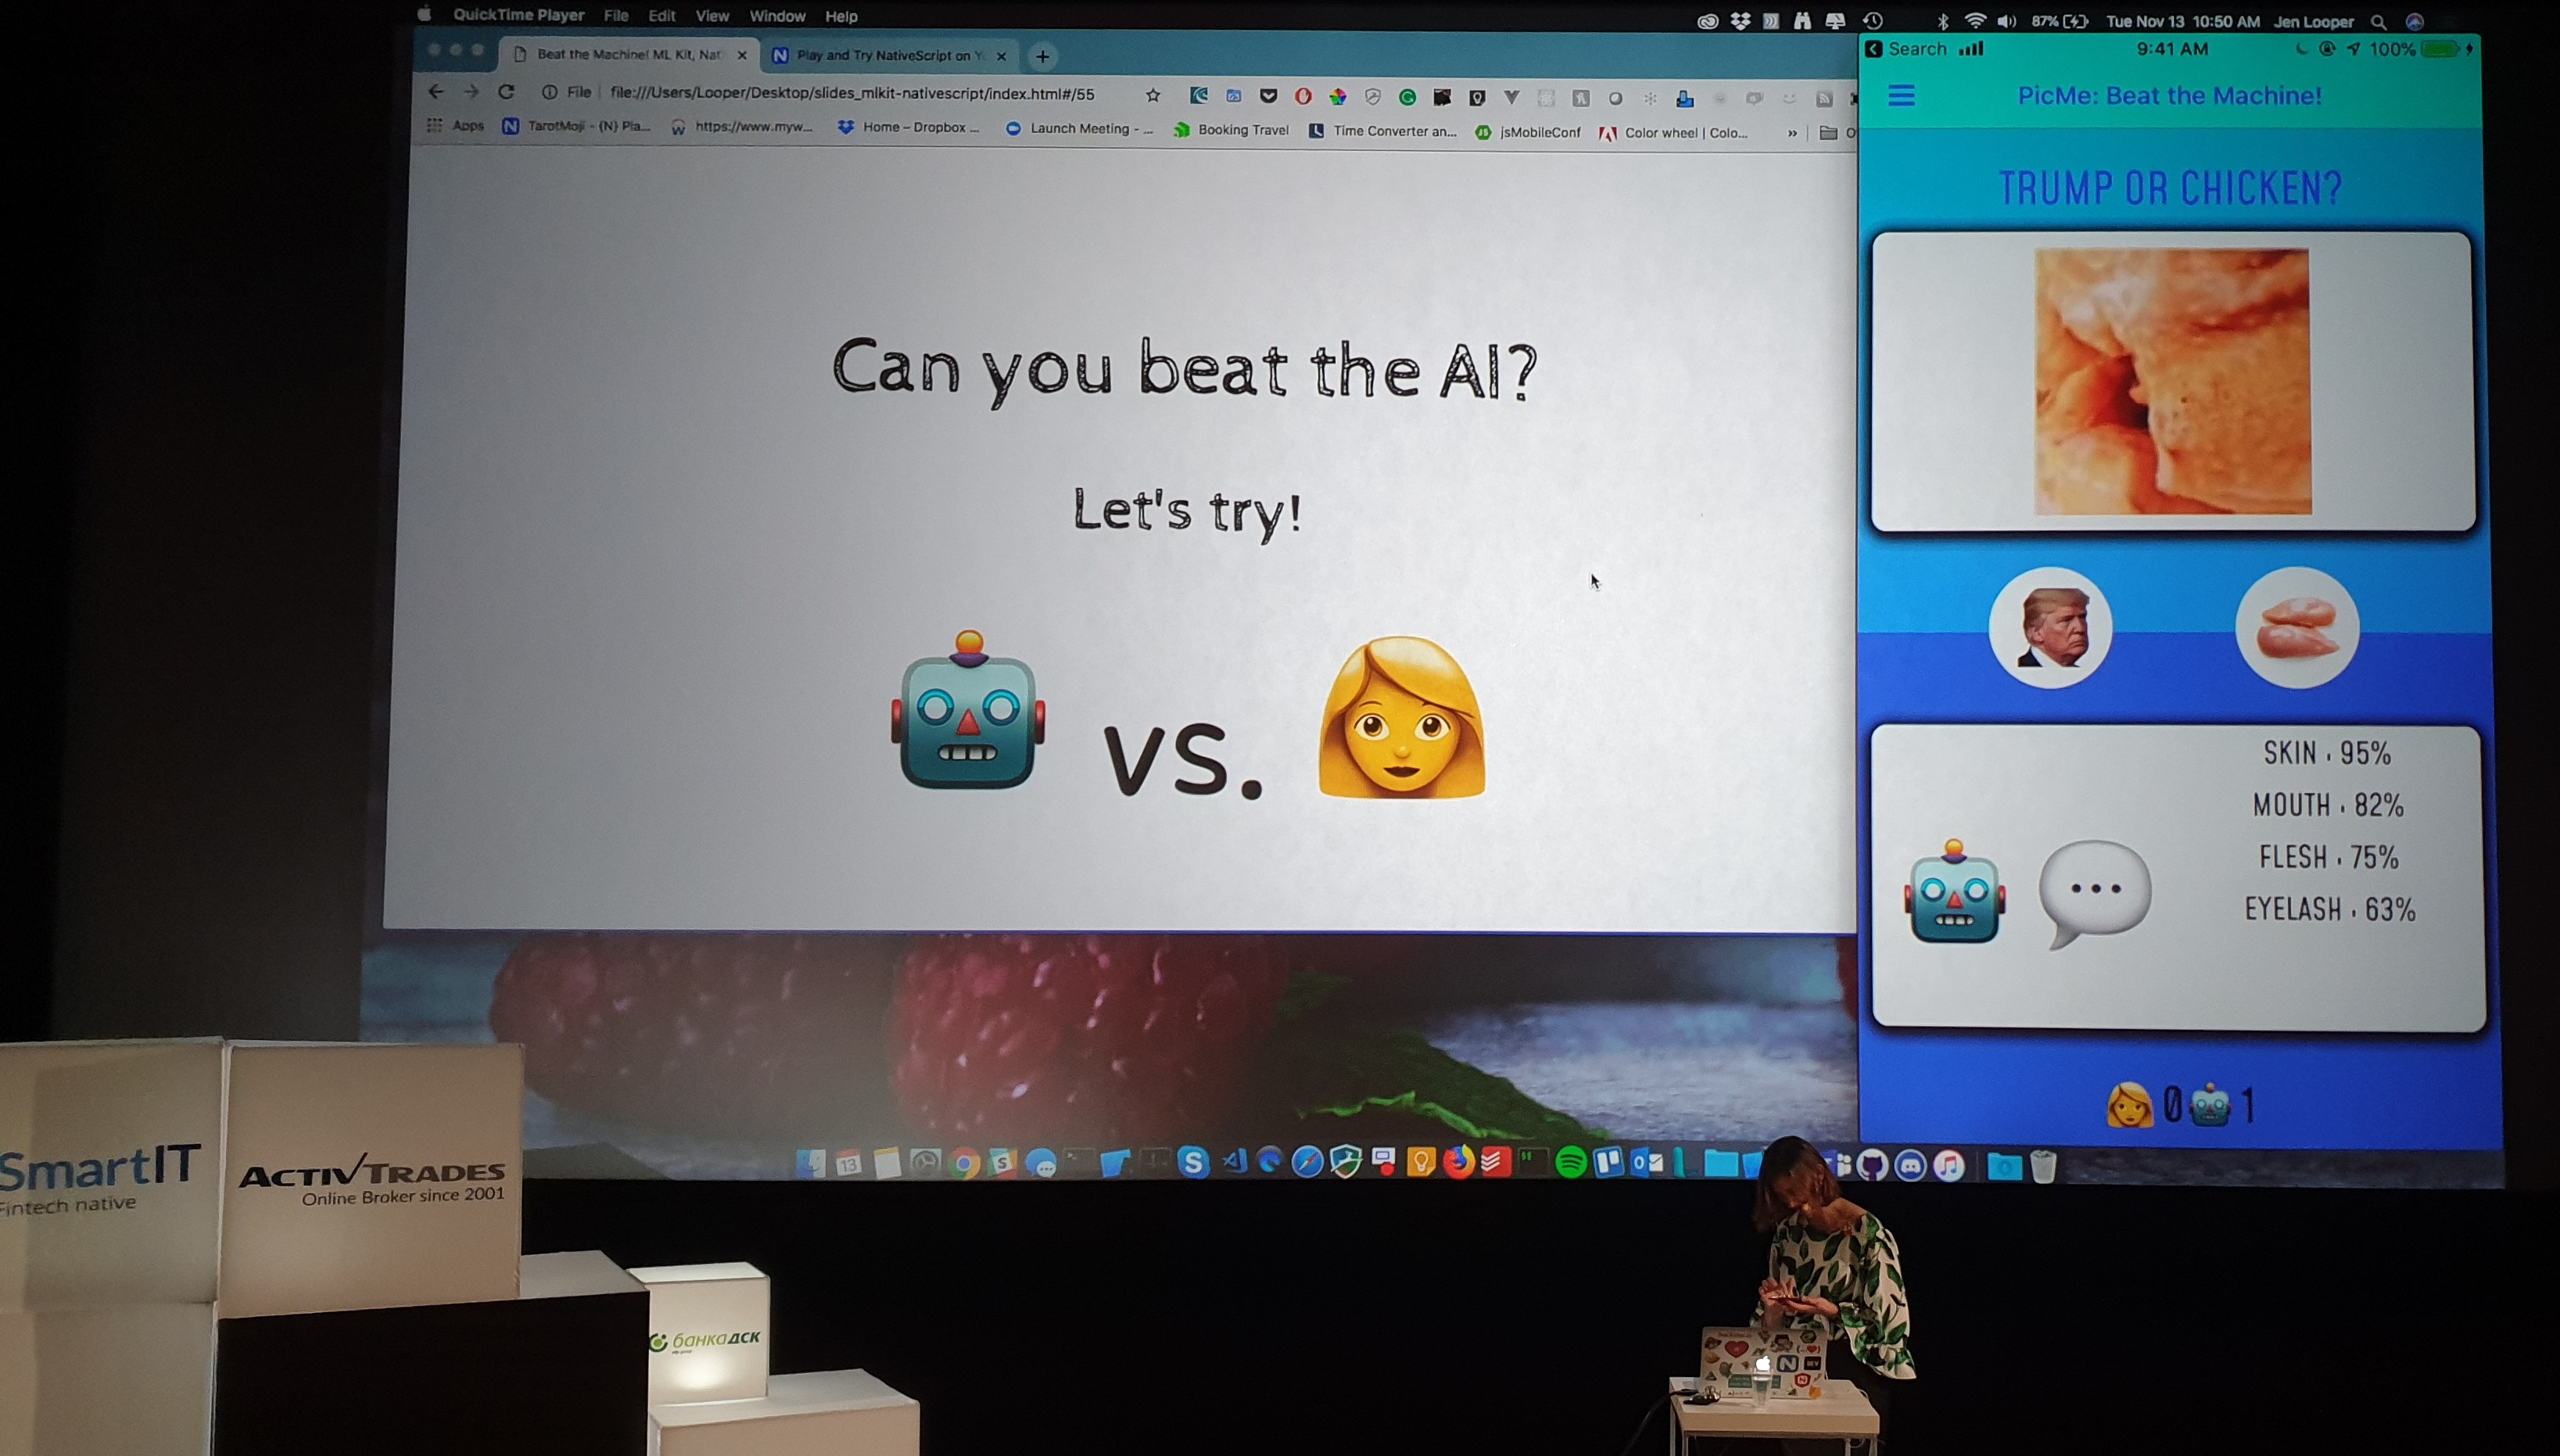 QuickTime Player File Edit View Window Help
87% Tue Nov 13 10:50 AM Jen Looper
Beat the Machine! ML Kit, Nat
Play and Try NativeScript on Y
File file:///Users/Looper/Desktop/slides_mlkit-nativescript/index.html#/55
Apps TarotMoji - {N} Pla... https://www.myw... Home – Dropbox ... Launch Meeting - ... Booking Travel Time Converter an... jsMobileConf Color wheel | Colo... »
Can you beat the AI?
Let's try!
vs.
Search 9:41 AM 100%
PicMe: Beat the Machine!
TRUMP OR CHICKEN?
SKIN · 95%
MOUTH · 82%
FLESH · 75%
EYELASH · 63%
0 1
13
SmartIT
Fintech native
ACTIVTRADES
Online Broker since 2001
банкаДСК